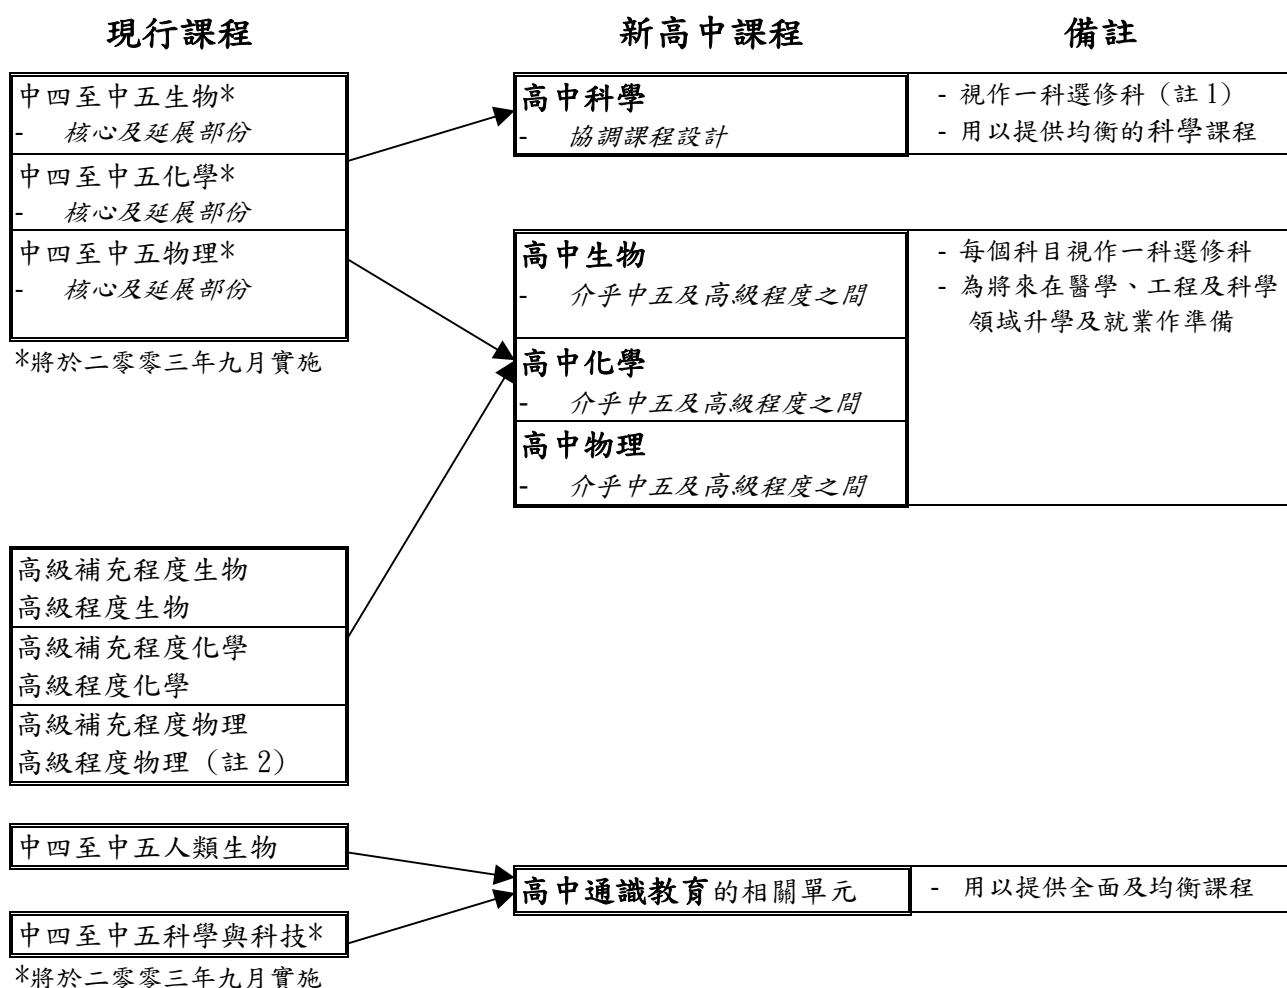 現行課程
新高中課程
備註
中四至中五生物*
- 核心及延展部份
中四至中五化學*
- 核心及延展部份
中四至中五物理*
- 核心及延展部份
*將於二零零三年九月實施
高中科學
- 協調課程設計
- 視作一科選修科（註 1）
- 用以提供均衡的科學課程
高中生物
- 介乎中五及高級程度之間
高中化學
- 介乎中五及高級程度之間
高中物理
- 介乎中五及高級程度之間
- 每個科目視作一科選修科
- 為將來在醫學、工程及科學
領域升學及就業作準備
高級補充程度生物
高級程度生物
高級補充程度化學
高級程度化學
高級補充程度物理
高級程度物理（註 2）
中四至中五人類生物
中四至中五科學與科技*
*將於二零零三年九月實施
高中通識教育的相關單元
- 用以提供全面及均衡課程